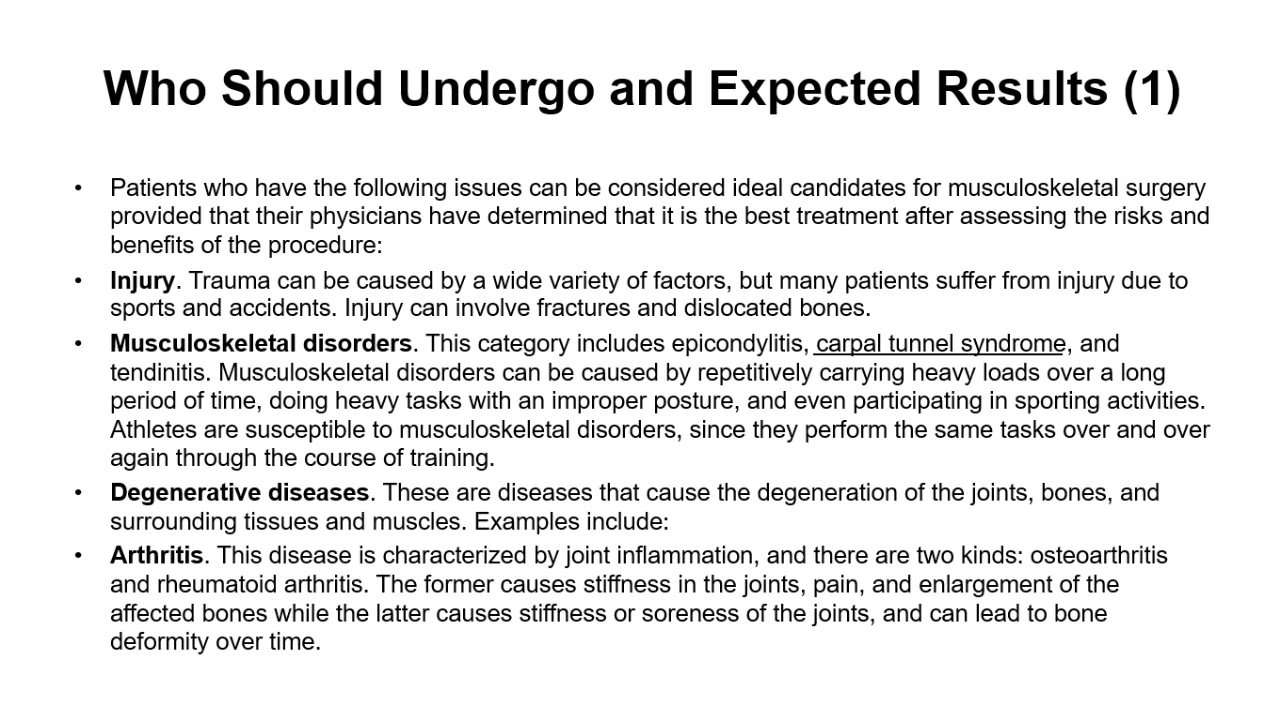 Who Should Undergo and Expected Results (1)
• Patients who have the following issues can be considered ideal candidates for musculoskeletal surgery
provided that their physicians have determined that it is the best treatment after assessing the risks and
benefits of the procedure:
• Injury. Trauma can be caused by a wide variety of factors, but many patients suffer from injury due to
sports and accidents. Injury can involve fractures and dislocated bones.
• Musculoskeletal disorders. This category includes epicondylitis, carpal tunnel syndrome, and
tendinitis. Musculoskeletal disorders can be caused by repetitively carrying heavy loads over a long
period of time, doing heavy tasks with an improper posture, and even participating in sporting activities.
Athletes are susceptible to musculoskeletal disorders, since they perform the same tasks over and over
again through the course of training.
• Degenerative diseases. These are diseases that cause the degeneration of the joints, bones, and
surrounding tissues and muscles. Examples include:
• Arthritis. This disease is characterized by joint inflammation, and there are two kinds: osteoarthritis
and rheumatoid arthritis. The former causes stiffness in the joints, pain, and enlargement of the
affected bones while the latter causes stiffness or soreness of the joints, and can lead to bone
deformity over time.